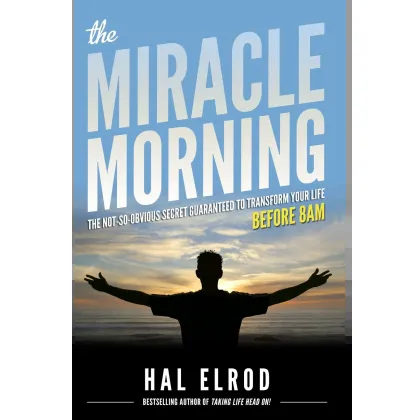 the
MIRACLE
MORNING
THE NOT-SO-OBVIOUS SECRET GUARANTEED TO TRANSFORM YOUR LIFE
BEFORE 8AM
HAL ELROD
BESTSELLING AUTHOR OF TAKING LIFE HEAD ON!